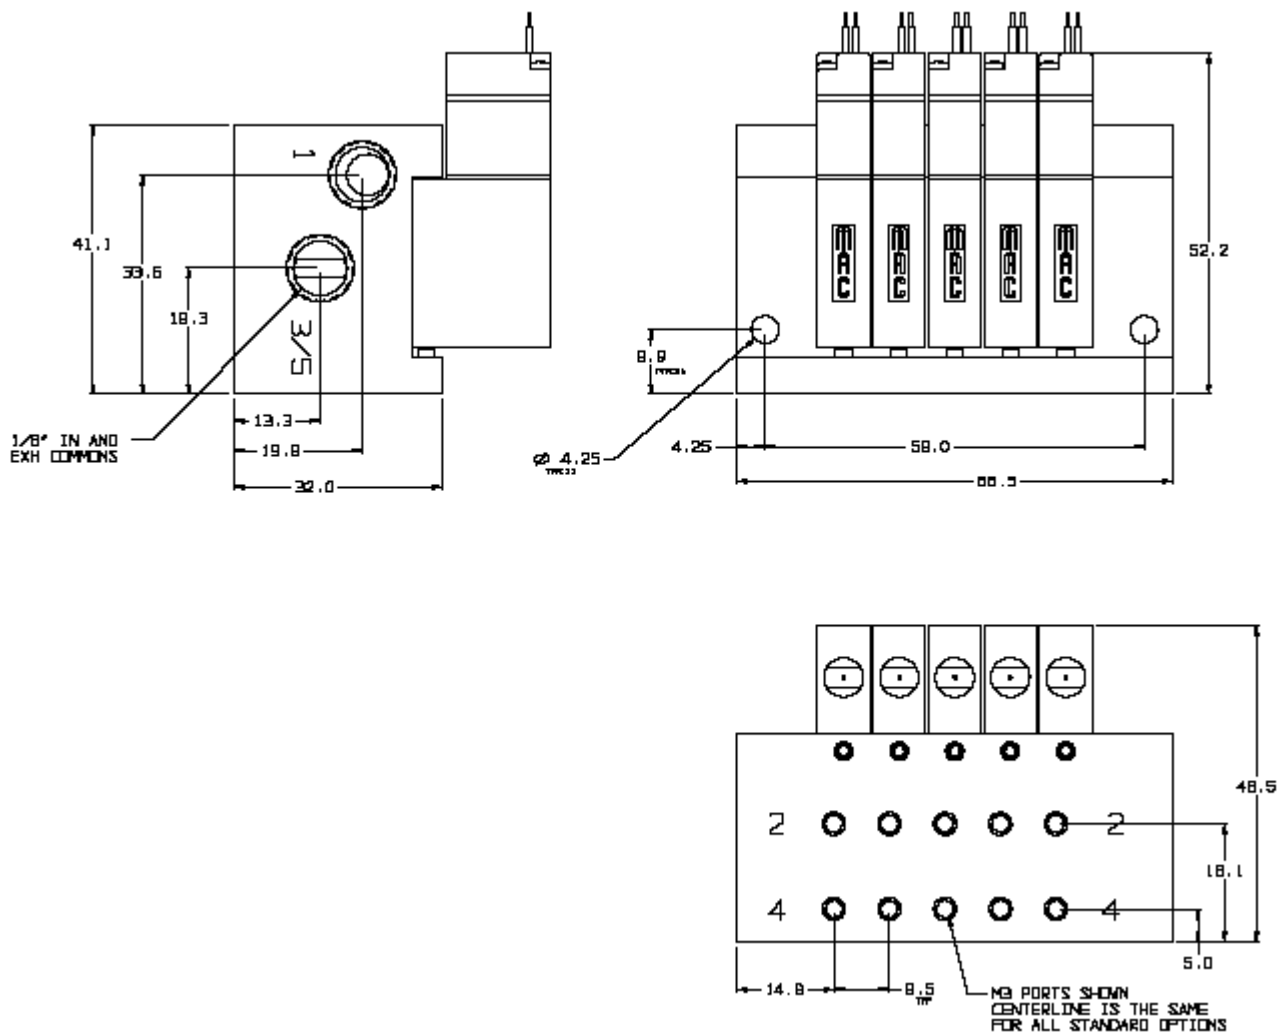 1
41.1
33.6
19.3
3/5
13.3
19.8
32.0
1/8" IN AND
EXH COMMONS
MAC MAC MAC MAC MAC
52.2
Ø 4.25
4.25
58.0
66.5
2 2
4 4
48.5
18.1
5.0
14.8
8.5
TYP
M3 PORTS SHOWN
CENTERLINE IS THE SAME
FOR ALL STANDARD OPTIONS